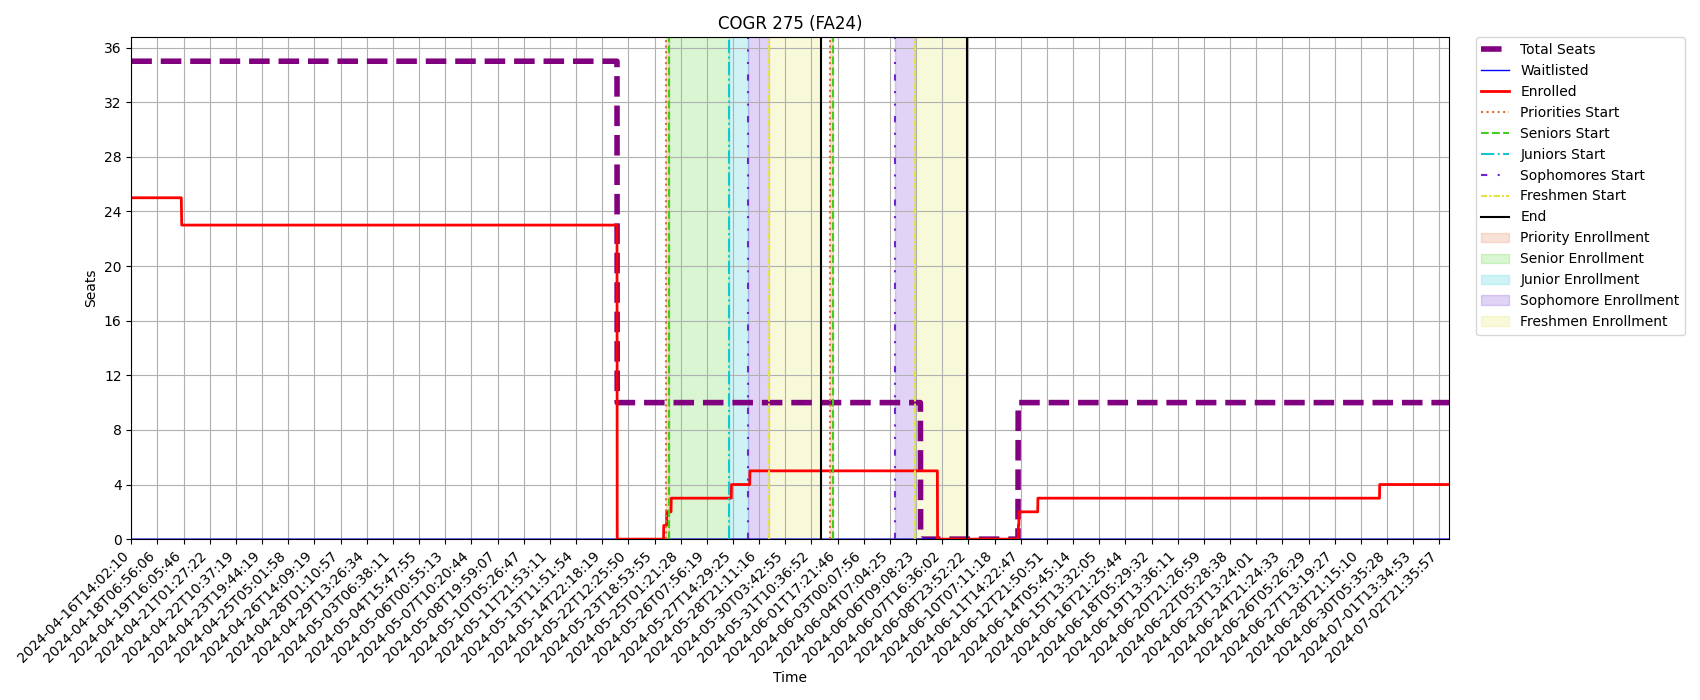 COGR 275 (FA24)
Seats
36
32
28
24
20
16
12
8
4
0
2024-04-16T14:02:10
2024-04-18T06:56:06
2024-04-19T16:05:46
2024-04-21T01:27:22
2024-04-22T10:37:19
2024-04-23T19:44:19
2024-04-25T05:01:58
2024-04-26T14:09:19
2024-04-28T01:10:57
2024-04-29T13:26:34
2024-05-03T06:38:11
2024-05-04T15:47:55
2024-05-06T00:55:13
2024-05-07T10:20:44
2024-05-08T19:59:07
2024-05-10T05:26:47
2024-05-11T21:53:11
2024-05-13T11:51:54
2024-05-14T22:18:19
2024-05-22T12:25:50
2024-05-23T18:53:55
2024-05-25T01:21:28
2024-05-26T07:56:19
2024-05-27T14:29:25
2024-05-28T21:11:16
2024-05-30T03:42:55
2024-05-31T10:36:52
2024-06-01T17:21:46
2024-06-03T00:07:56
2024-06-04T07:04:25
2024-06-06T09:08:23
2024-06-07T16:36:02
2024-06-08T23:52:22
2024-06-10T07:11:18
2024-06-11T14:22:47
2024-06-12T21:50:51
2024-06-14T05:45:14
2024-06-15T13:32:05
2024-06-16T21:25:44
2024-06-18T05:29:32
2024-06-19T13:36:11
2024-06-20T21:26:59
2024-06-22T05:28:38
2024-06-23T13:24:01
2024-06-24T21:24:33
2024-06-26T05:26:29
2024-06-27T13:19:27
2024-06-28T21:15:10
2024-06-30T05:35:28
2024-07-01T13:34:53
2024-07-02T21:35:57
Time
Total Seats
Waitlisted
Enrolled
Priorities Start
Seniors Start
Juniors Start
Sophomores Start
Freshmen Start
End
Priority Enrollment
Senior Enrollment
Junior Enrollment
Sophomore Enrollment
Freshmen Enrollment